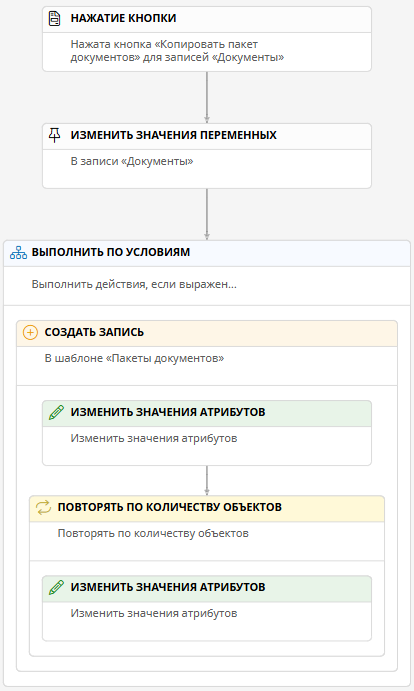 НАЖАТИЕ КНОПКИ
Нажата кнопка «Копировать пакет
документов» для записей «Документы»
ИЗМЕНИТЬ ЗНАЧЕНИЯ ПЕРЕМЕННЫХ
В записи «Документы»
ВЫПОЛНИТЬ ПО УСЛОВИЯМ
Выполнить действия, если выражен...
СОЗДАТЬ ЗАПИСЬ
В шаблоне «Пакеты документов»
ИЗМЕНИТЬ ЗНАЧЕНИЯ АТРИБУТОВ
Изменить значения атрибутов
ПОВТОРЯТЬ ПО КОЛИЧЕСТВУ ОБЪЕКТОВ
Повторять по количеству объектов
ИЗМЕНИТЬ ЗНАЧЕНИЯ АТРИБУТОВ
Изменить значения атрибутов